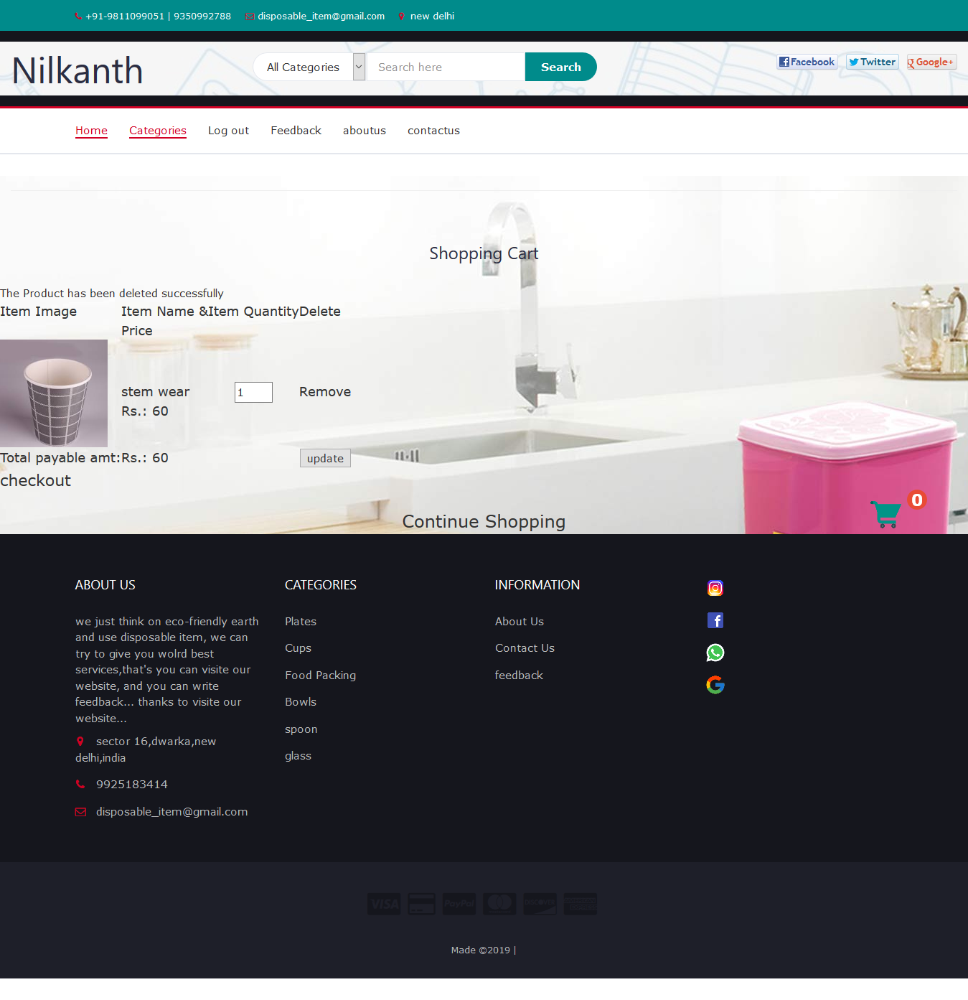 +91-9811099051 | 9350992788 disposable_item@gmail.com new delhi
Nilkanth
All Categories Search here Search
Facebook Twitter Google+
Home Categories Log out Feedback aboutus contactus
Shopping Cart
The Product has been deleted successfully
Item Image Item Name &Item QuantityDelete
Price
stem wear 1 Remove
Rs.: 60
Total payable amt:Rs.: 60 update
checkout
0
Continue Shopping
ABOUT US
we just think on eco-friendly earth
and use disposable item, we can
try to give you wolrd best
services,that's you can visite our
website, and you can write
feedback... thanks to visite our
website...
sector 16,dwarka,new
delhi,india
9925183414
disposable_item@gmail.com
CATEGORIES
Plates
Cups
Food Packing
Bowls
spoon
glass
INFORMATION
About Us
Contact Us
feedback
VISA PayPal DISCOVER
Made ©2019 |